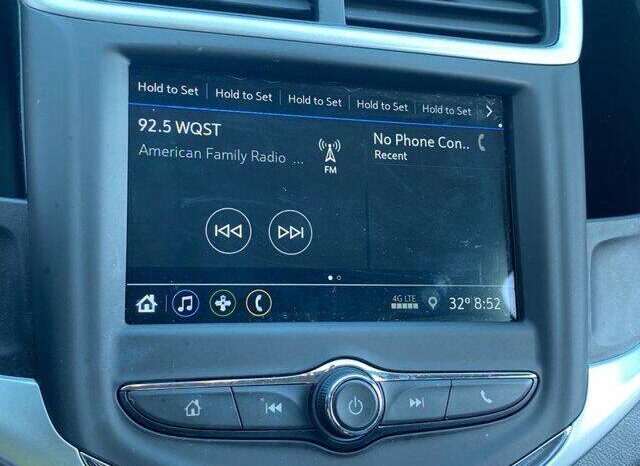 Hold to Set Hold to Set Hold to Set Hold to Set Hold to Set
92.5 WQST
American Family Radio ...
FM
No Phone Con..
Recent
4G LTE
32° 8:52